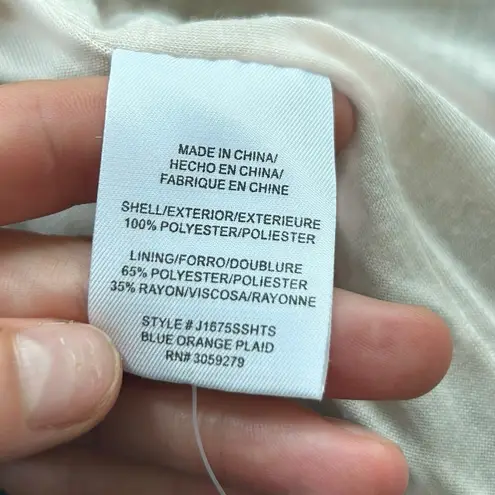 MADE IN CHINA/
HECHO EN CHINA/
FABRIQUE EN CHINE
SHELL/EXTERIOR/EXTERIEURE
100% POLYESTER/POLIESTER
LINING/FORRO/DOUBLURE
65% POLYESTER/POLIESTER
35% RAYON/VISCOSA/RAYONNE
STYLE # J1675SSHTS
BLUE ORANGE PLAID
RN# 3059279